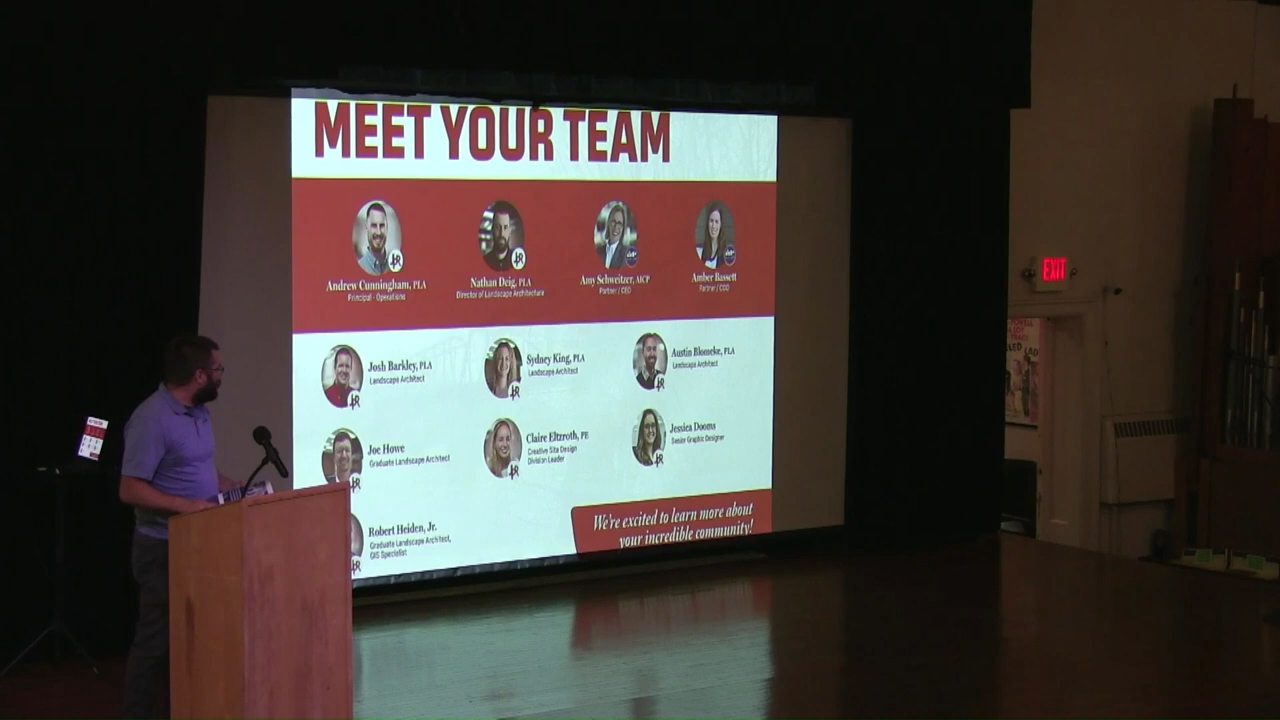 MEET YOUR TEAM
Andrew Cunningham, PLA
Principal - Operations
Nathan Deig, PLA
Director of Landscape Architecture
Amy Schweitzer, AICP
Partner / CEO
Amber Bassett
Partner / COO
Josh Barkley, PLA
Landscape Architect
Sydney King, PLA
Landscape Architect
Austin Blomeke, PLA
Landscape Architect
Joe Howe
Graduate Landscape Architect
Claire Eltzroth, PE
Creative Site Design
Division Leader
Jessica Dooms
Senior Graphic Designer
Robert Heiden, Jr.
Graduate Landscape Architect,
GIS Specialist
We're excited to learn more about
your incredible community!
EXIT